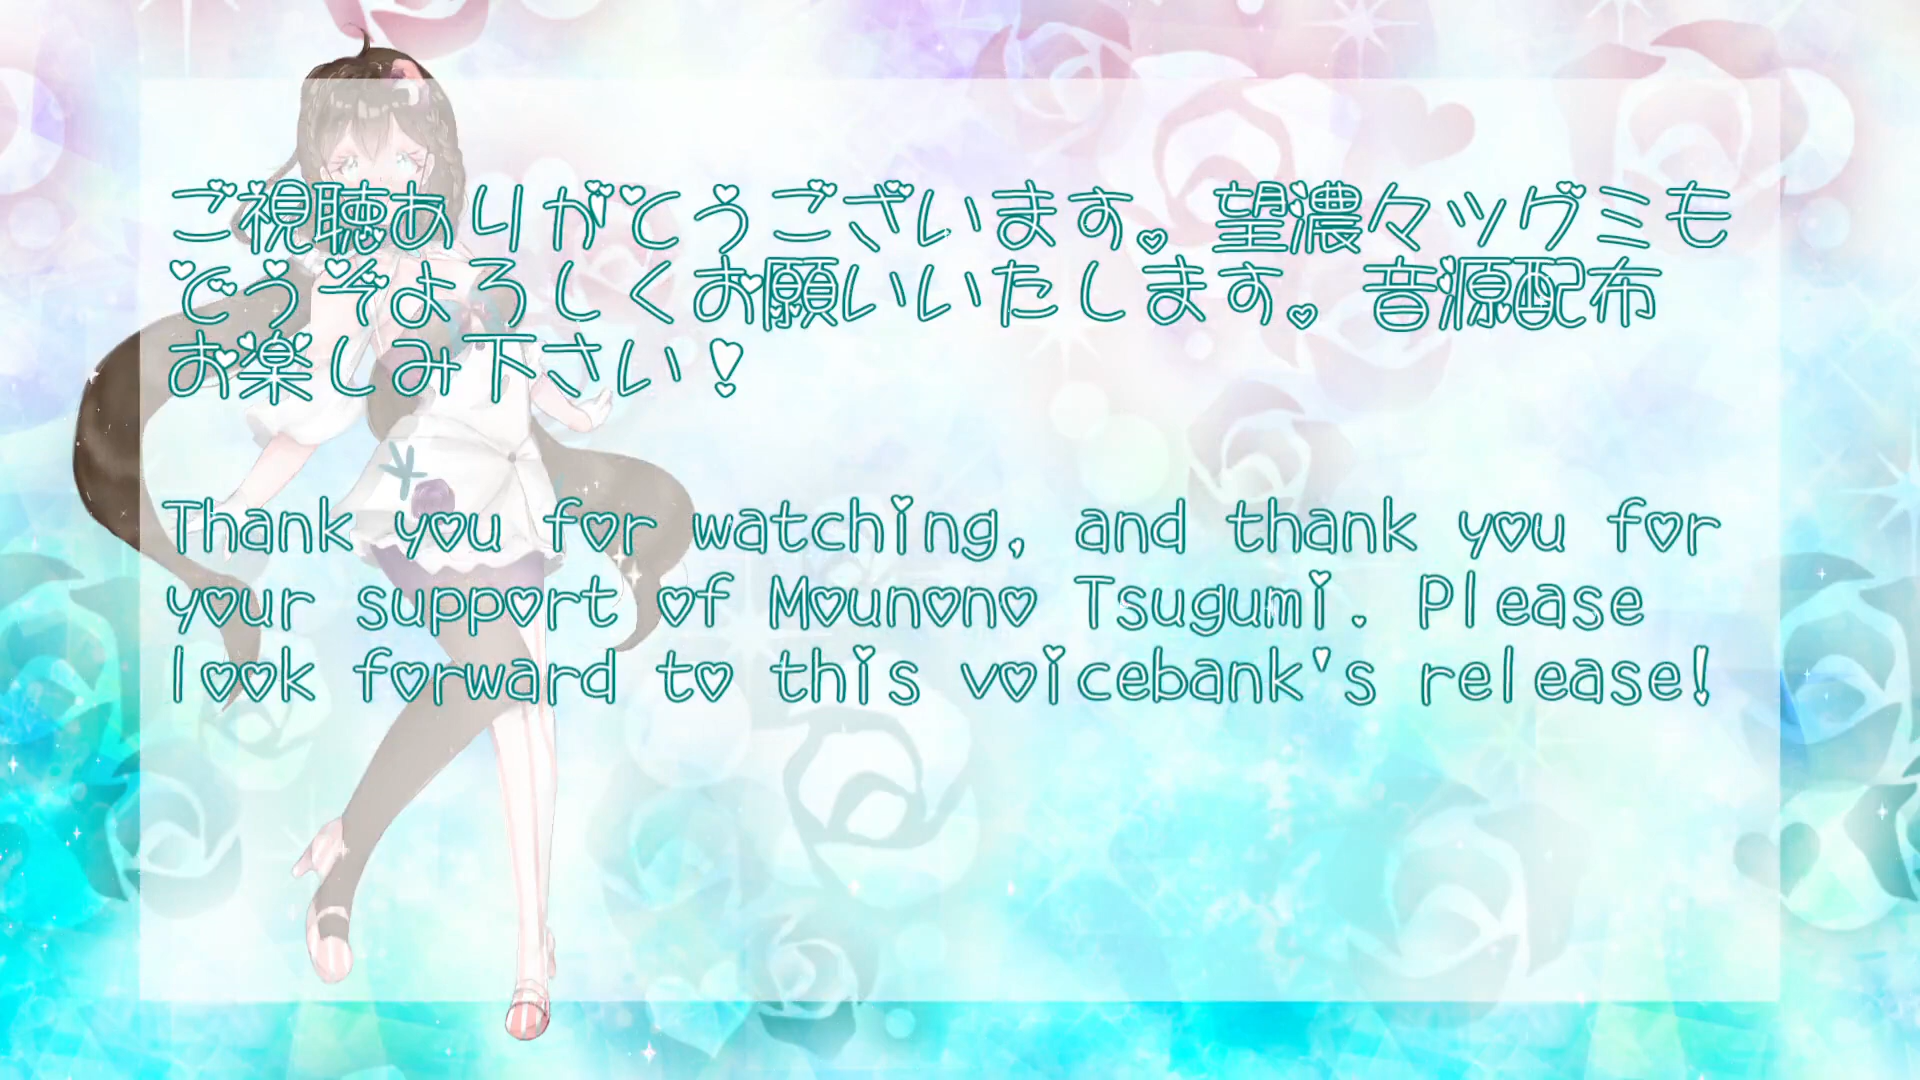 ご視聴ありがとうございます。望濃々ツグミも
どうぞよろしくお願いいたします。音源配布
お楽しみ下さい!
Thank you for watching, and thank you for
your support of Mounono Tsugumi. Please
look forward to this voicebank's release!